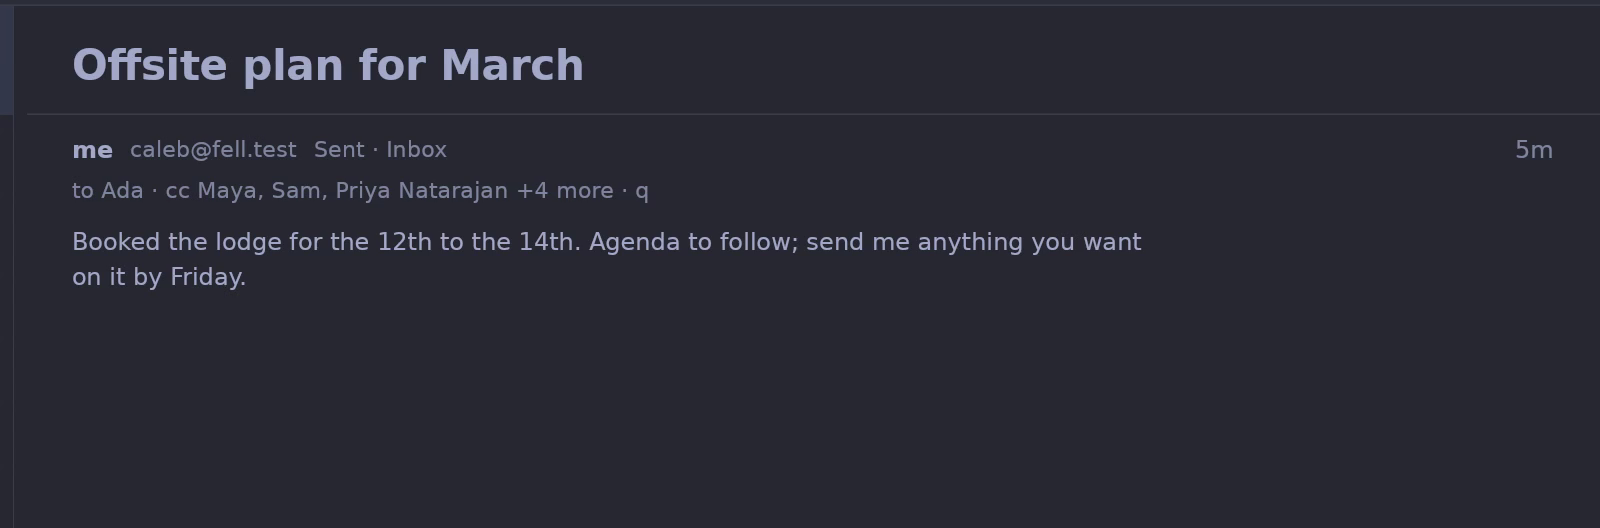 Offsite plan for March
me caleb@fell.test Sent · Inbox 5m
to Ada · cc Maya, Sam, Priya Natarajan +4 more · q
Booked the lodge for the 12th to the 14th. Agenda to follow; send me anything you want
on it by Friday.